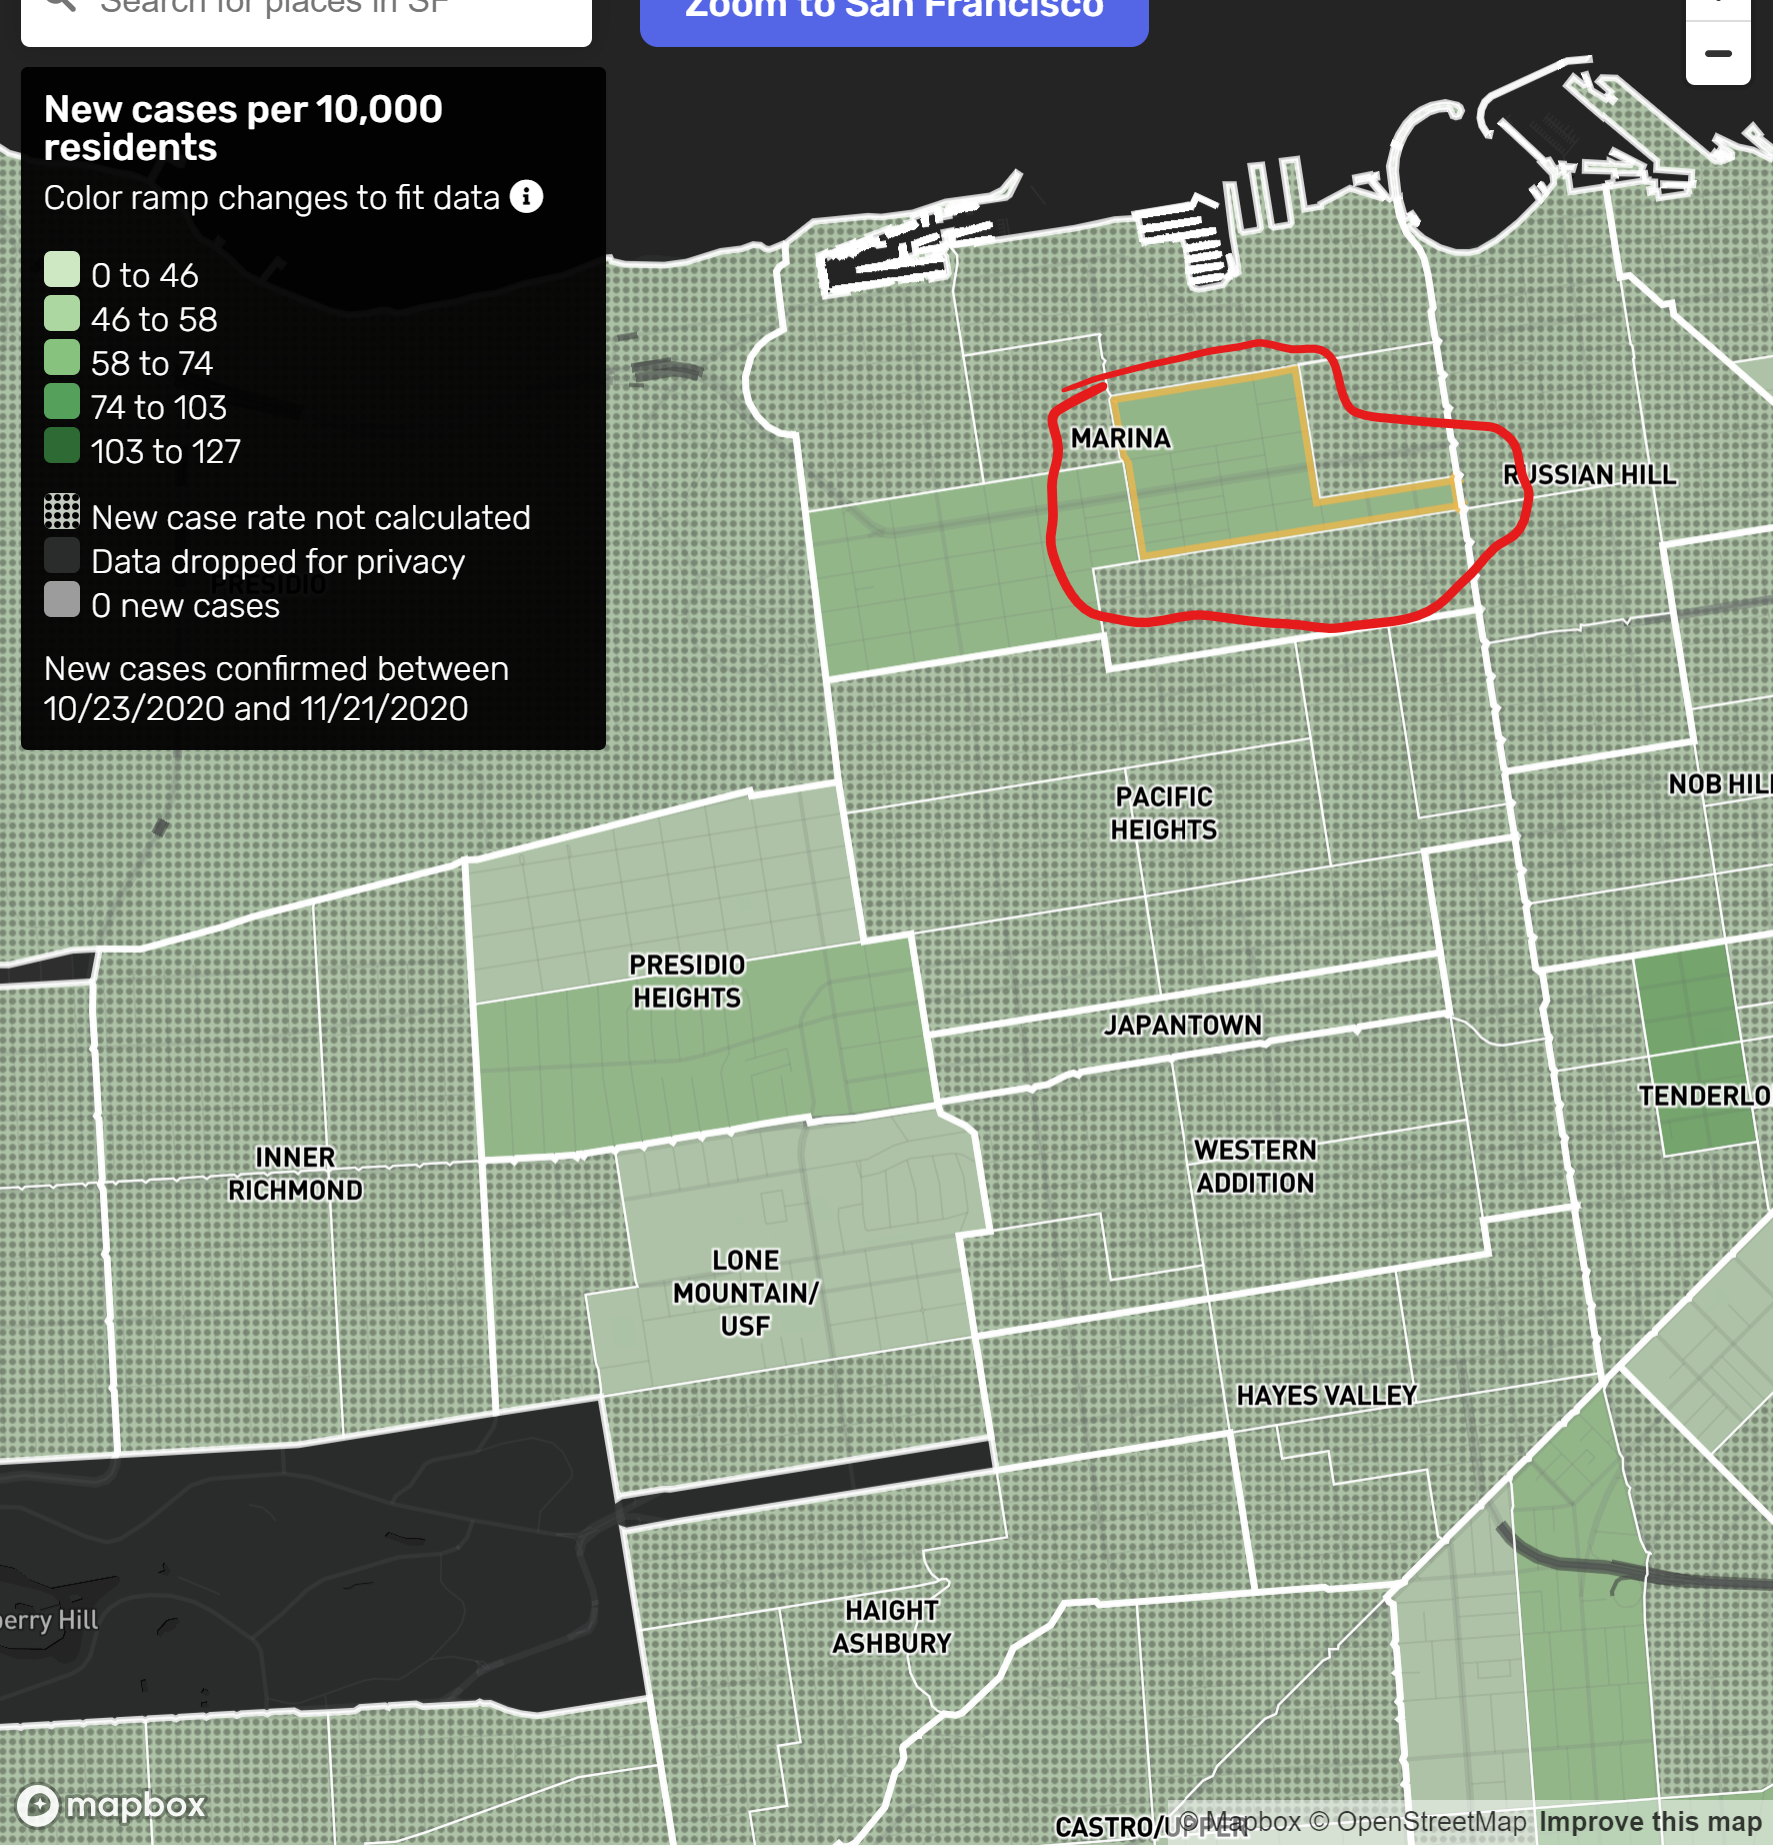 Search for places in SF
Zoom to San Francisco
New cases per 10,000
residents
Color ramp changes to fit data
0 to 46
46 to 58
58 to 74
74 to 103
103 to 127
New case rate not calculated
Data dropped for privacy
PRESIDIO
0 new cases
New cases confirmed between
10/23/2020 and 11/21/2020
MARINA
RUSSIAN HILL
PACIFIC
HEIGHTS
NOB HILL
PRESIDIO
HEIGHTS
JAPANTOWN
TENDERLO
INNER
RICHMOND
WESTERN
ADDITION
LONE
MOUNTAIN/
USF
HAYES VALLEY
berry Hill
HAIGHT
ASHBURY
CASTRO/UPPER
mapbox
© Mapbox © OpenStreetMap Improve this map